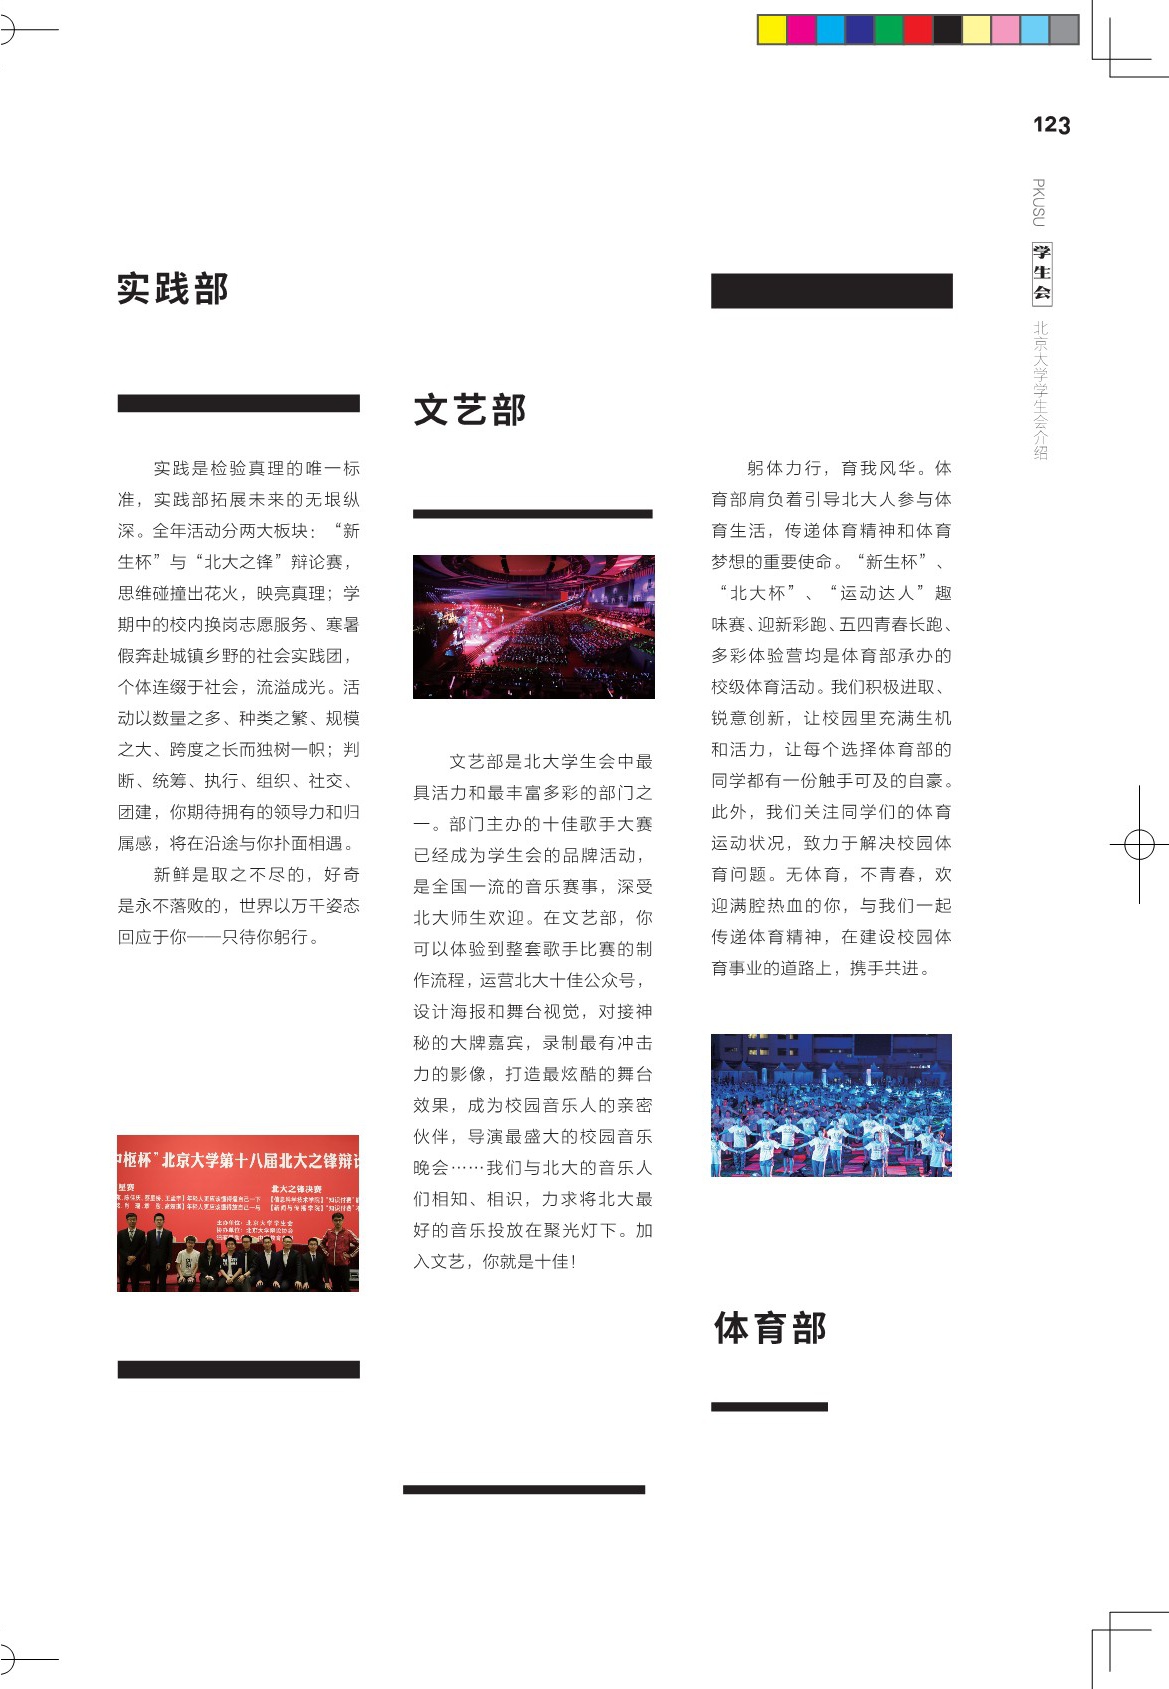 123
PKUSU
学生会
北京大学学生会介绍
实践部
实践是检验真理的唯一标
准，实践部拓展未来的无垠纵
深。全年活动分两大板块：“新
生杯”与“北大之锋”辩论赛，
思维碰撞出花火，映亮真理；学
期中的校内换岗志愿服务、寒暑
假奔赴城镇乡野的社会实践团，
个体连缀于社会，流溢成光。活
动以数量之多、种类之繁、规模
之大、跨度之长而独树一帜；判
断、统筹、执行、组织、社交、
团建，你期待拥有的领导力和归
属感，将在沿途与你扑面相遇。
新鲜是取之不尽的，好奇
是永不落败的，世界以万千姿态
回应于你——只待你躬行。
枢杯”北京大学第十八届北大之锋辩
星赛
北大之锋决赛
主办单位：北京大学学生会
文艺部
文艺部是北大学生会中最
具活力和最丰富多彩的部门之
一。部门主办的十佳歌手大赛
已经成为学生会的品牌活动，
是全国一流的音乐赛事，深受
北大师生欢迎。在文艺部，你
可以体验到整套歌手比赛的制
作流程，运营北大十佳公众号，
设计海报和舞台视觉，对接神
秘的大牌嘉宾，录制最有冲击
力的影像，打造最炫酷的舞台
效果，成为校园音乐人的亲密
伙伴，导演最盛大的校园音乐
晚会……我们与北大的音乐人
们相知、相识，力求将北大最
好的音乐投放在聚光灯下。加
入文艺，你就是十佳！
躬体力行，育我风华。体
育部肩负着引导北大人参与体
育生活，传递体育精神和体育
梦想的重要使命。“新生杯”、
“北大杯”、“运动达人”趣
味赛、迎新彩跑、五四青春长跑、
多彩体验营均是体育部承办的
校级体育活动。我们积极进取、
锐意创新，让校园里充满生机
和活力，让每个选择体育部的
同学都有一份触手可及的自豪。
此外，我们关注同学们的体育
运动状况，致力于解决校园体
育问题。无体育，不青春，欢
迎满腔热血的你，与我们一起
传递体育精神，在建设校园体
育事业的道路上，携手共进。
体育部